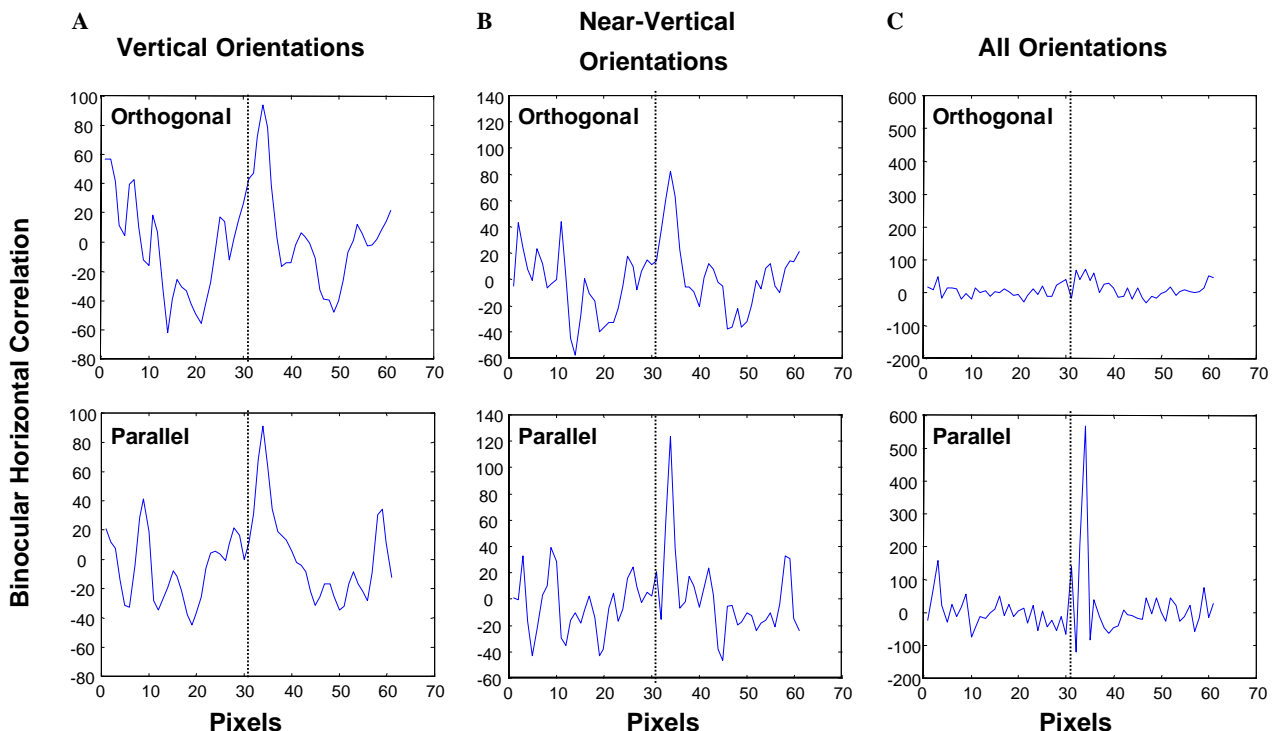 A
Vertical Orientations
B
Near-Vertical
Orientations
C
All Orientations
Binocular Horizontal Correlation
Orthogonal
100
80
60
40
20
0
-20
-40
-60
-80
0 10 20 30 40 50 60 70
Orthogonal
140
120
100
80
60
40
20
0
-20
-40
-60
0 10 20 30 40 50 60 70
Orthogonal
600
500
400
300
200
100
0
-100
-200
0 10 20 30 40 50 60 70
Parallel
100
80
60
40
20
0
-20
-40
-60
-80
0 10 20 30 40 50 60 70
Pixels
Parallel
140
120
100
80
60
40
20
0
-20
-40
-60
0 10 20 30 40 50 60 70
Parallel
600
500
400
300
200
100
0
-100
-200
0 10 20 30 40 50 60 70
Pixels